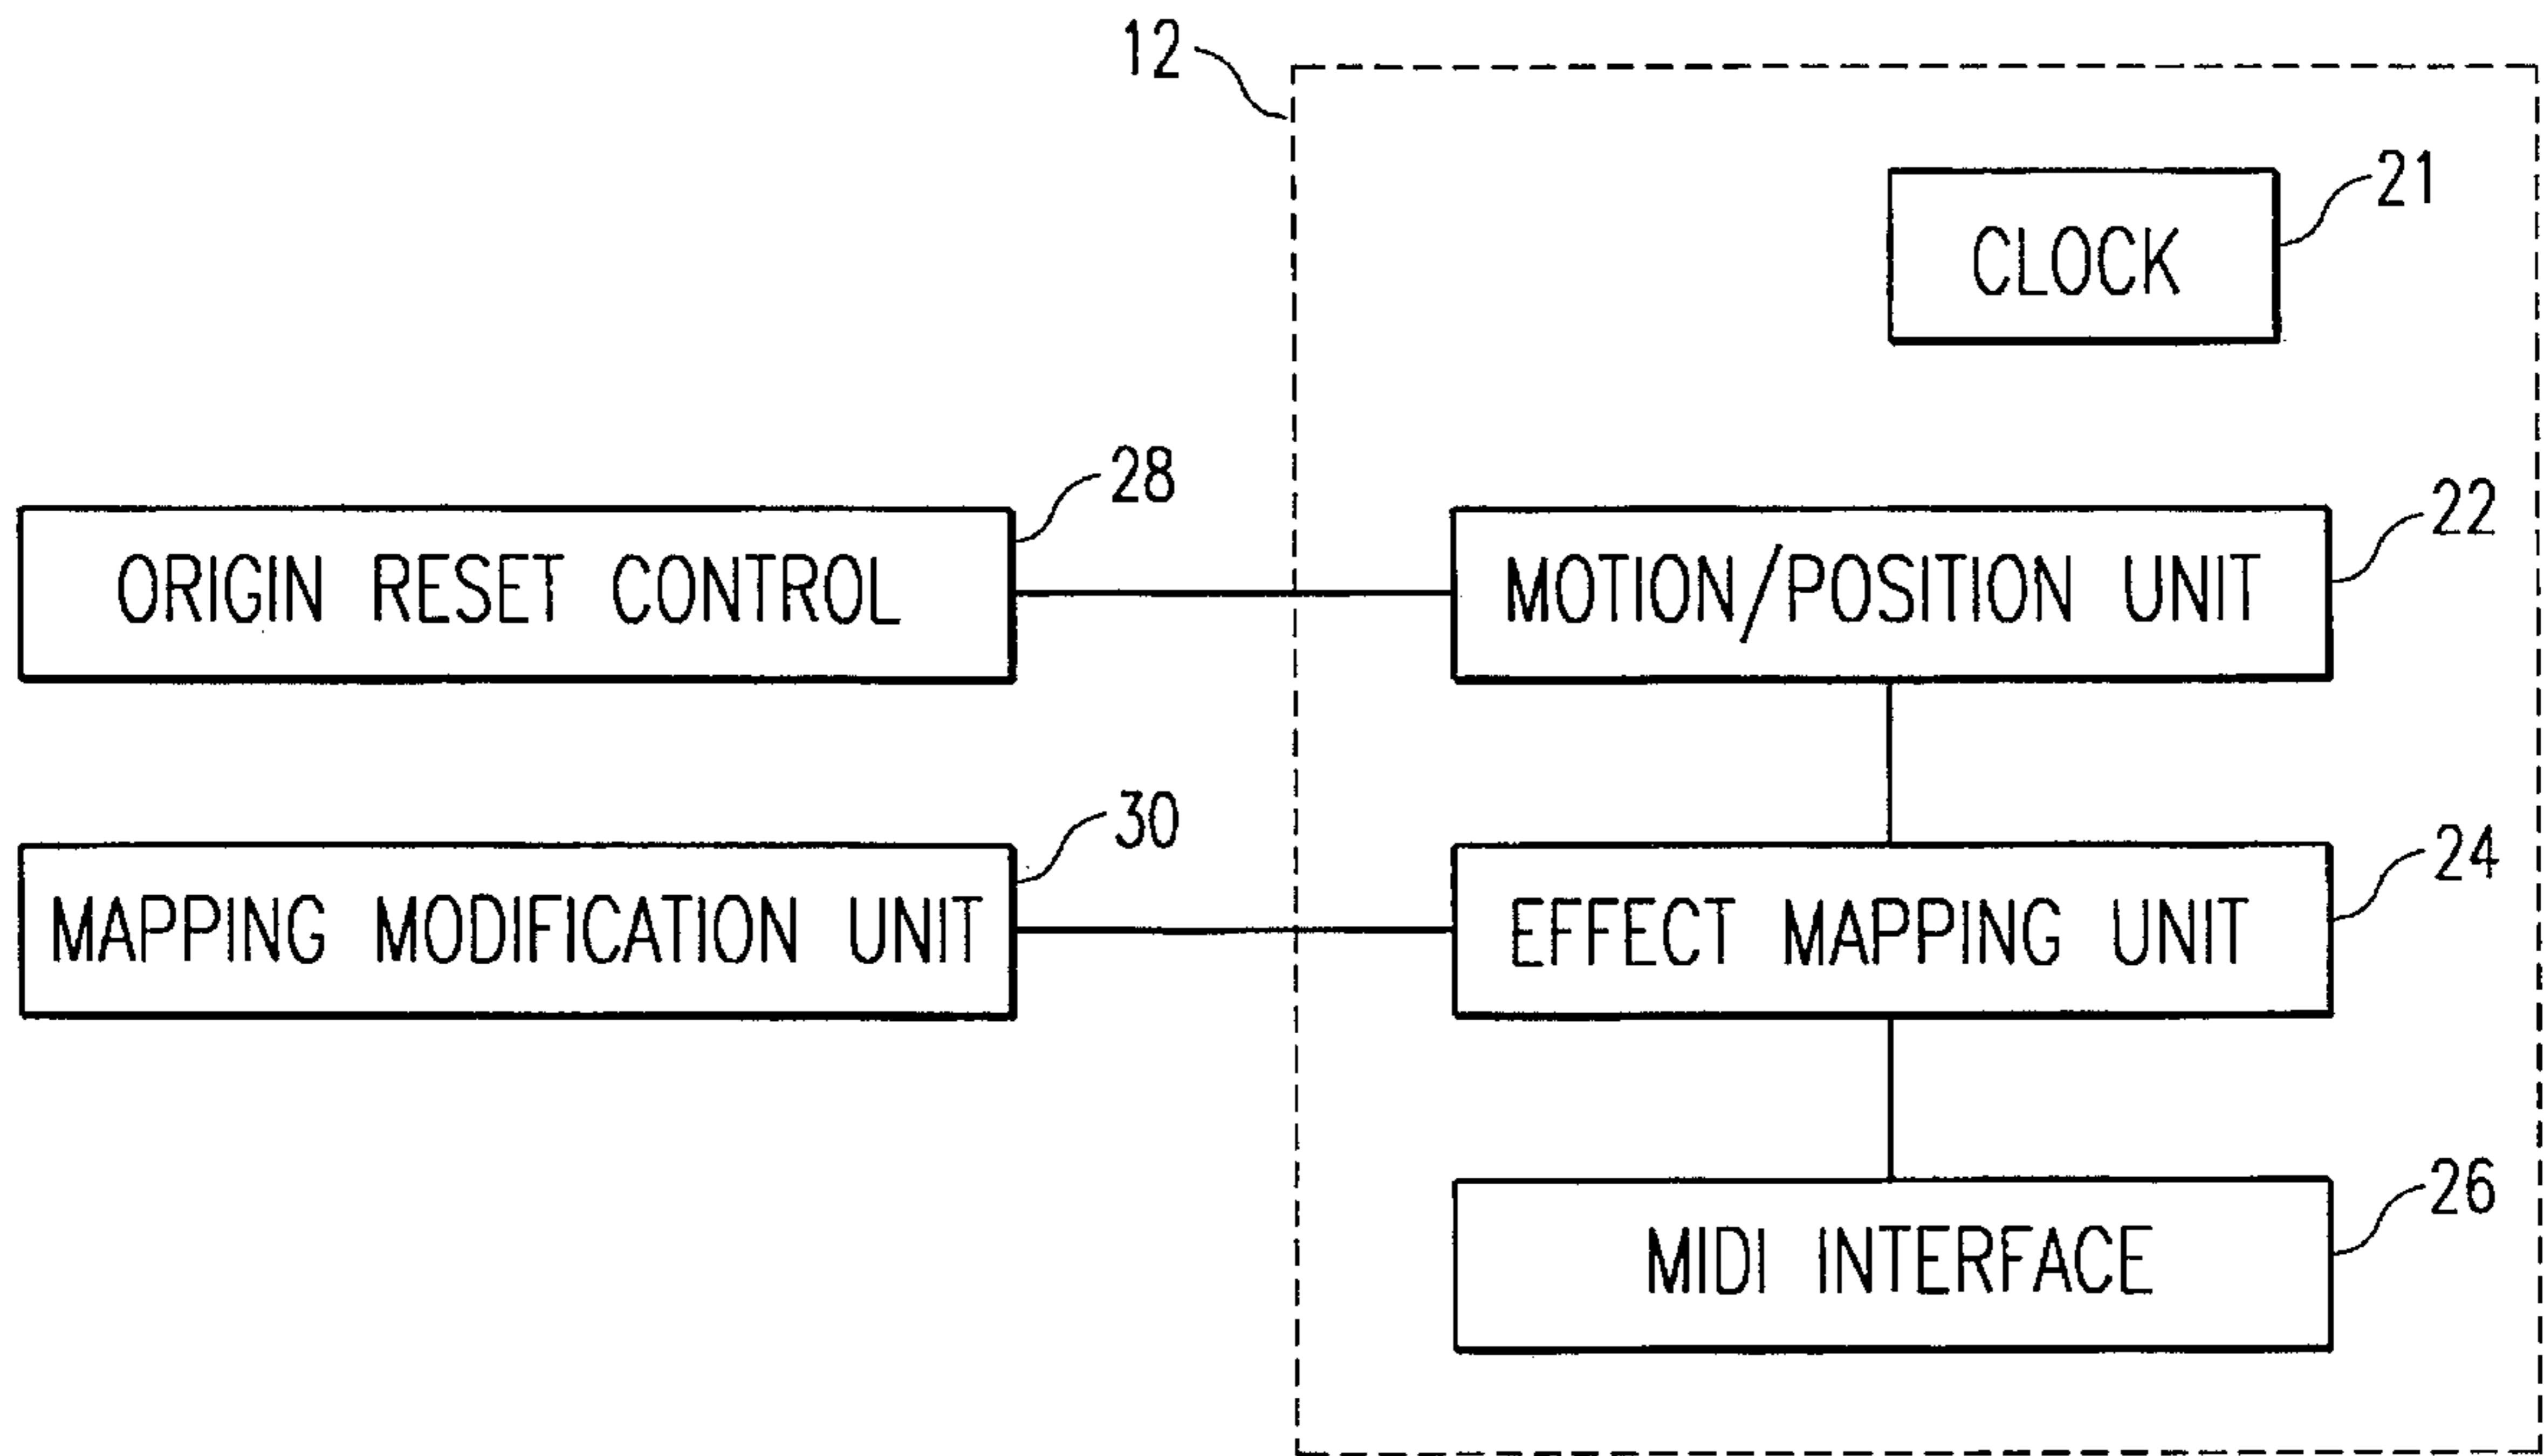 12
21
CLOCK
28
22
ORIGIN RESET CONTROL
MOTION/POSITION UNIT
30
24
MAPPING MODIFICATION UNIT
EFFECT MAPPING UNIT
26
MIDI INTERFACE